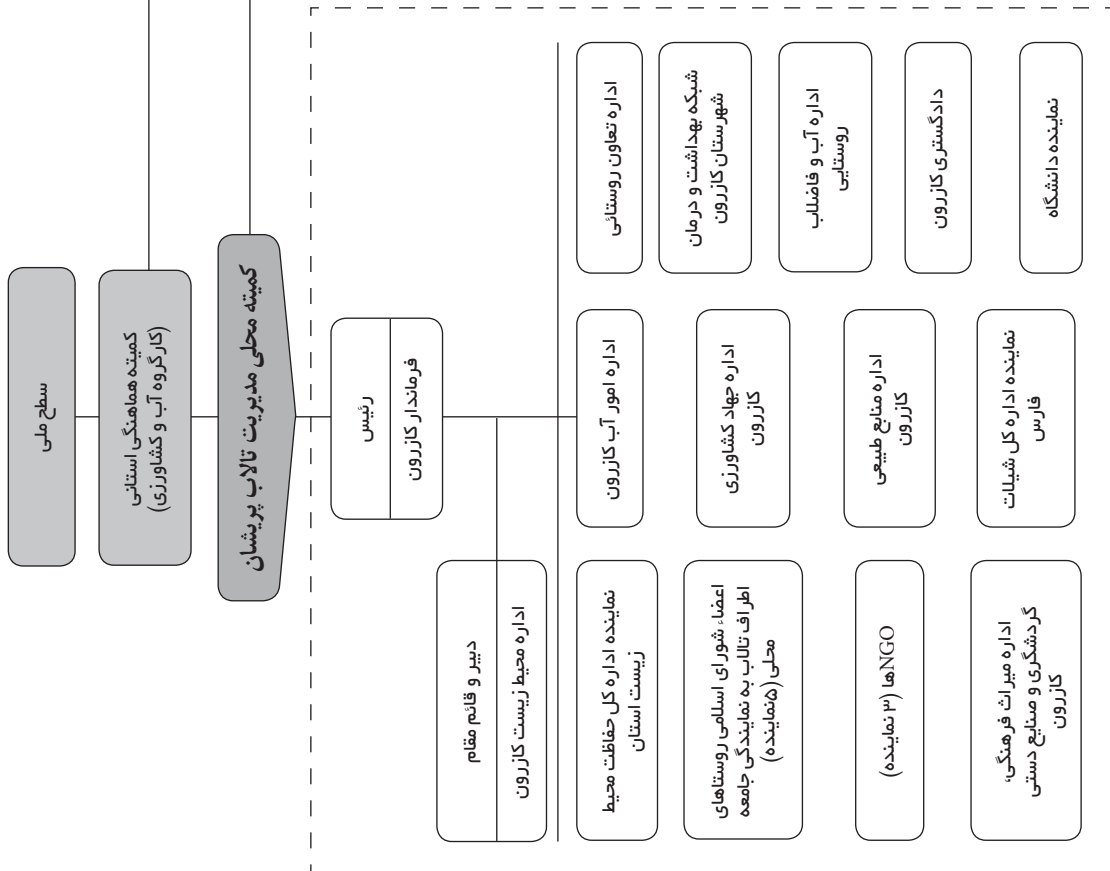 سطح ملی
کمیته هماهنگی استانی
(کارگروه آب و کشاورزی)
کمیته محلی مدیریت تالاب پریشان
رئیس
فرماندار کازرون
دبیر و قائم مقام
اداره محیط زیست کازرون
اداره تعاون روستائی
اداره امور آب کازرون
نماینده اداره کل حفاظت محیط
زیست استان
شبکه بهداشت و درمان
شهرستان کازرون
اداره جهاد کشاورزی
کازرون
اعضاء شورای اسلامی روستاهای
اطراف تالاب به نمایندگی جامعه
محلی (۵نماینده)
اداره آب و فاضلاب
روستایی
اداره منابع طبیعی
کازرون
NGOها (۳ نماینده)
دادگستری کازرون
نماینده اداره کل شیلات
فارس
اداره میراث فرهنگی،
گردشگری و صنایع دستی
کازرون
نماینده دانشگاه